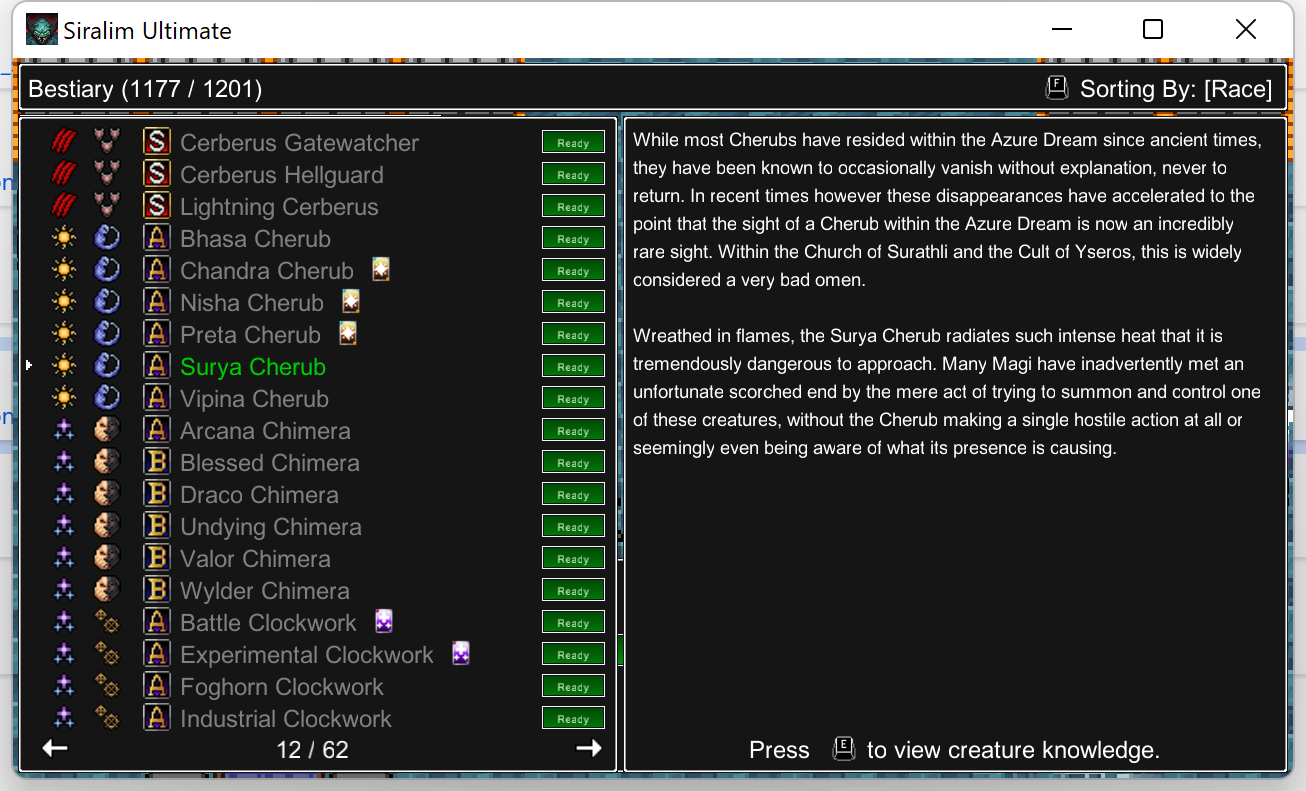 Siralim Ultimate
Bestiary (1177 / 1201)
F Sorting By: [Race]
S Cerberus Gatewatcher Ready
S Cerberus Hellguard Ready
S Lightning Cerberus Ready
A Bhasa Cherub Ready
A Chandra Cherub Ready
A Nisha Cherub Ready
A Preta Cherub Ready
A Surya Cherub Ready
A Vipina Cherub Ready
A Arcana Chimera Ready
B Blessed Chimera Ready
B Draco Chimera Ready
B Undying Chimera Ready
B Valor Chimera Ready
B Wylder Chimera Ready
A Battle Clockwork Ready
A Experimental Clockwork Ready
A Foghorn Clockwork Ready
A Industrial Clockwork Ready
12 / 62
While most Cherubs have resided within the Azure Dream since ancient times,
they have been known to occasionally vanish without explanation, never to
return. In recent times however these disappearances have accelerated to the
point that the sight of a Cherub within the Azure Dream is now an incredibly
rare sight. Within the Church of Surathli and the Cult of Yseros, this is widely
considered a very bad omen.
Wreathed in flames, the Surya Cherub radiates such intense heat that it is
tremendously dangerous to approach. Many Magi have inadvertently met an
unfortunate scorched end by the mere act of trying to summon and control one
of these creatures, without the Cherub making a single hostile action at all or
seemingly even being aware of what its presence is causing.
Press E to view creature knowledge.